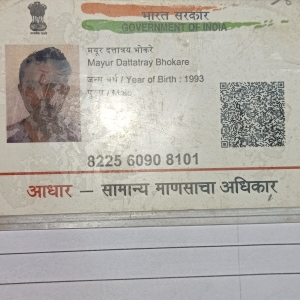 भारत सरकार
GOVERNMENT OF INDIA
मयुर दत्तात्रय भोकरे
Mayur Dattatray Bhokare
जन्म वर्ष / Year of Birth : 1993
पुरुष / Male
8225 6090 8101
आधार – सामान्य माणसाचा अधिकार